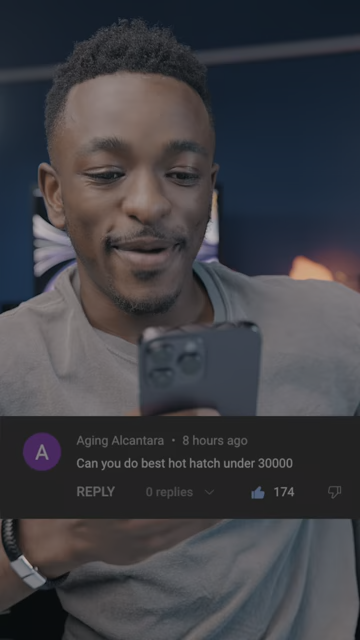 A
Aging Alcantara • 8 hours ago
Can you do best hot hatch under 30000
REPLY 0 replies 174